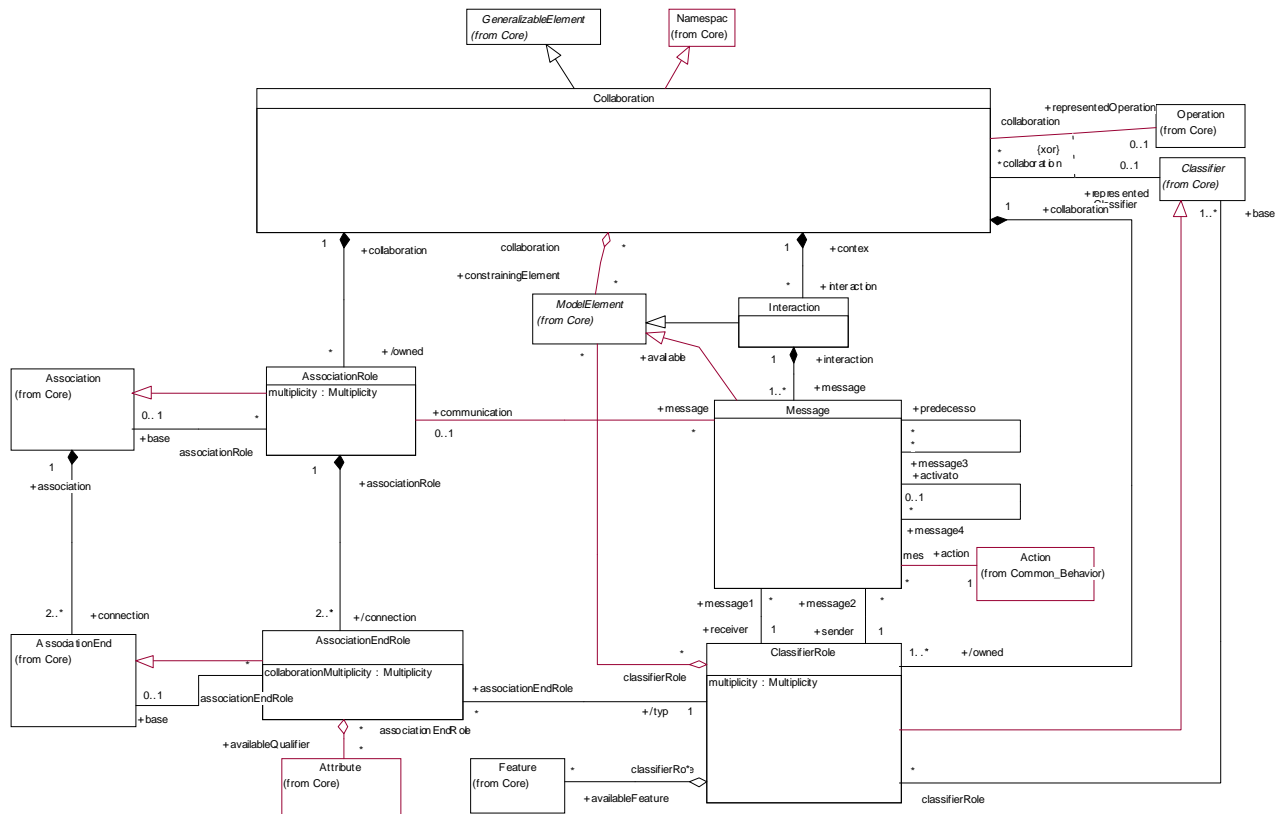 GeneralizableElement
(from Core)
Namespac
(from Core)
Collaboration
+representedOperation
collaboration
Operation
(from Core)
*
{xor}
0..1
*
+collaboration
0..1
Classifier
(from Core)
+represented
Classifier
1
+collaboration
1..*
+base
1
+collaboration
collaboration
*
1
+contex
+constrainingElement
*
*
+interaction
ModelElement
(from Core)
Interaction
*
+available
1
+interaction
*
+/owned
1..*
+message
Association
(from Core)
AssociationRole
multiplicity : Multiplicity
0..1
*
+base
associationRole
+communication
0..1
+message
*
Message
+predecesso
*
*
+message3
+activato
0..1
*
+message4
1
+association
1
+associationRole
mes
+action
*
1
Action
(from Common_Behavior)
2..*
+connection
2..*
+/connection
+message1
*
+message2
*
+receiver
1
+sender
1
AssociationEnd
(from Core)
AssociationEndRole
collaborationMultiplicity : Multiplicity
*
0..1
associationEndRole
+base
*
classifierRole
ClassifierRole
multiplicity : Multiplicity
1..*
+/owned
+associationEndRole
*
+/typ
1
*
associationEndRole
+availableQualifier
*
Attribute
(from Core)
Feature
(from Core)
*
classifierRole
*
+availableFeature
*
classifierRole